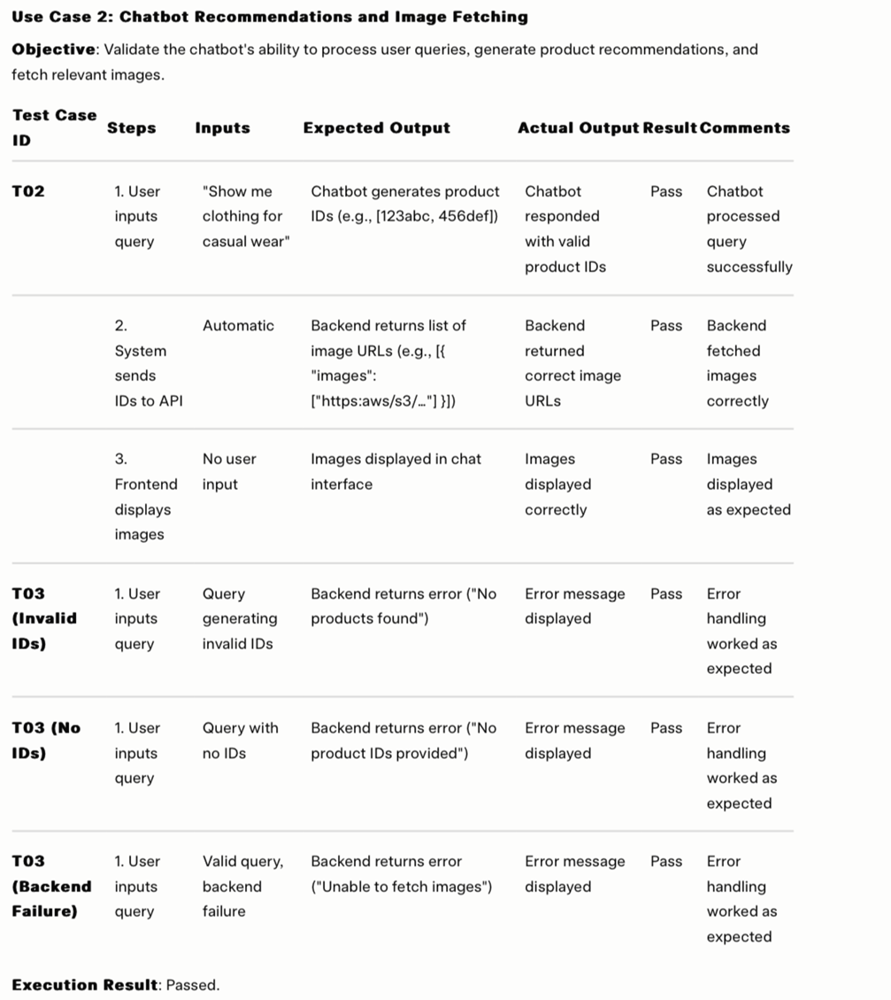 Use Case 2: Chatbot Recommendations and Image Fetching
Objective: Validate the chatbot's ability to process user queries, generate product recommendations, and
fetch relevant images.
Test Case
ID
Steps
Inputs
Expected Output
Actual Output
Result
Comments
T02
1. User
inputs
query
"Show me
clothing for
casual wear"
Chatbot generates product
IDs (e.g., [123abc, 456def])
Chatbot
responded
with valid
product IDs
Pass
Chatbot
processed
query
successfully
2.
System
sends
IDs to API
Automatic
Backend returns list of
image URLs (e.g., [{
"images":
["https:aws/s3/…"] }])
Backend
returned
correct image
URLs
Pass
Backend
fetched
images
correctly
3.
Frontend
displays
images
No user
input
Images displayed in chat
interface
Images
displayed
correctly
Pass
Images
displayed
as expected
T03
(Invalid
IDs)
1. User
inputs
query
Query
generating
invalid IDs
Backend returns error ("No
products found")
Error message
displayed
Pass
Error
handling
worked as
expected
T03 (No
IDs)
1. User
inputs
query
Query with
no IDs
Backend returns error ("No
product IDs provided")
Error message
displayed
Pass
Error
handling
worked as
expected
T03
(Backend
Failure)
1. User
inputs
query
Valid query,
backend
failure
Backend returns error
("Unable to fetch images")
Error message
displayed
Pass
Error
handling
worked as
expected
Execution Result: Passed.